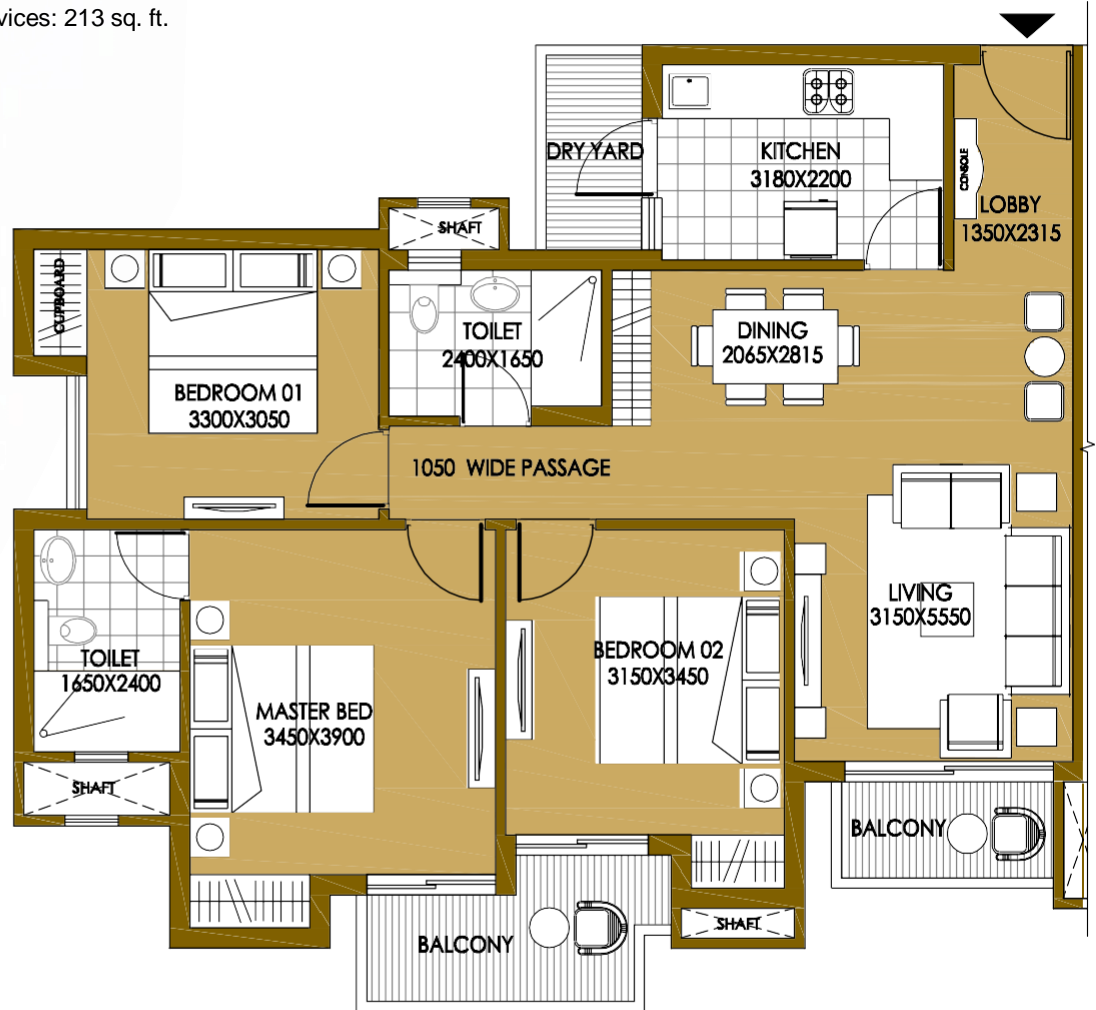 vices: 213 sq. ft.
DRY YARD
KITCHEN
3180X2200
CONSOLE
LOBBY
1350X2315
SHAFT
CUPBOARD
TOILET
2400X1650
DINING
2065X2815
BEDROOM 01
3300X3050
1050 WIDE PASSAGE
LIVING
3150X5550
BEDROOM 02
3150X3450
TOILET
1650X2400
MASTER BED
3450X3900
SHAFT
BALCONY
SHAFT
BALCONY